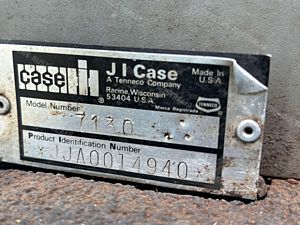 case IH
J I Case
A Tenneco Company
Racine, Wisconsin
53404 U.S.A.
Made In
U.S.A.
TENNECO
Marca Registrada
Model Number
7130
Product Identification Number
*JJA0014940*